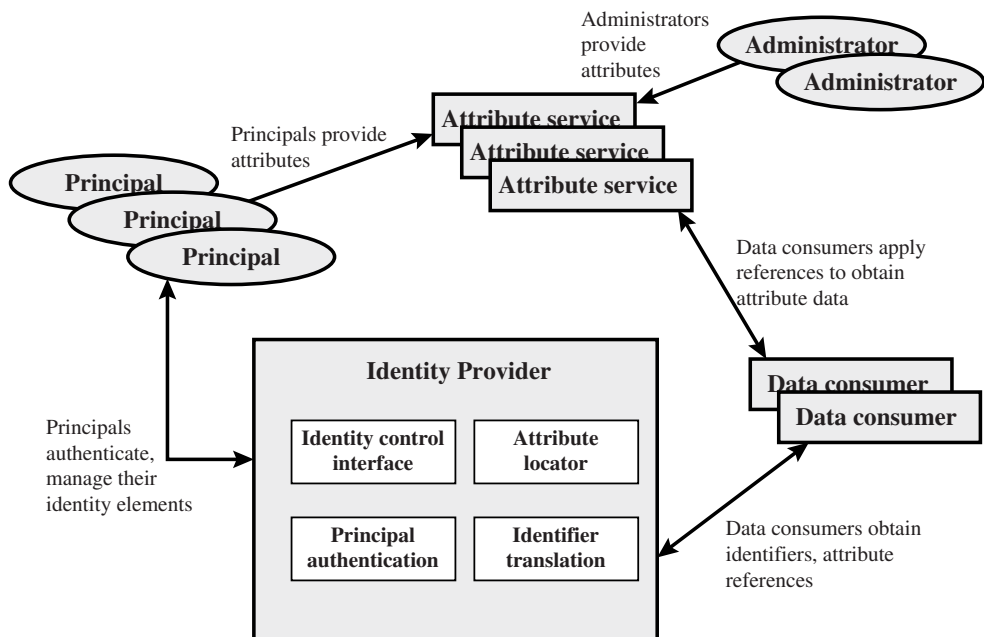 Administrators
provide
attributes
Administrator
Administrator
Attribute service
Attribute service
Attribute service
Principals provide
attributes
Principal
Principal
Principal
Data consumers apply
references to obtain
attribute data
Identity Provider
Data consumer
Data consumer
Identity control
interface
Attribute
locator
Principals
authenticate,
manage their
identity elements
Principal
authentication
Identifier
translation
Data consumers obtain
identifiers, attribute
references